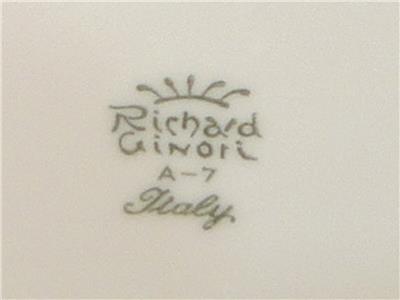 Richard
Ginori
A-7
Italy